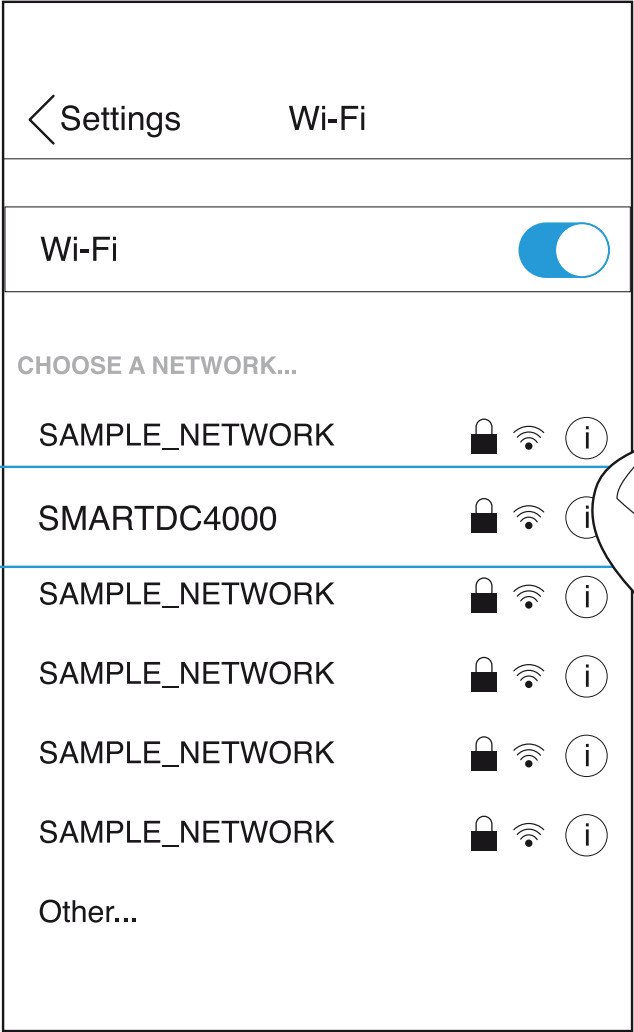 Settings Wi-Fi
Wi-Fi
CHOOSE A NETWORK...
SAMPLE_NETWORK i
SMARTDC4000 i
SAMPLE_NETWORK i
SAMPLE_NETWORK i
SAMPLE_NETWORK i
SAMPLE_NETWORK i
Other...